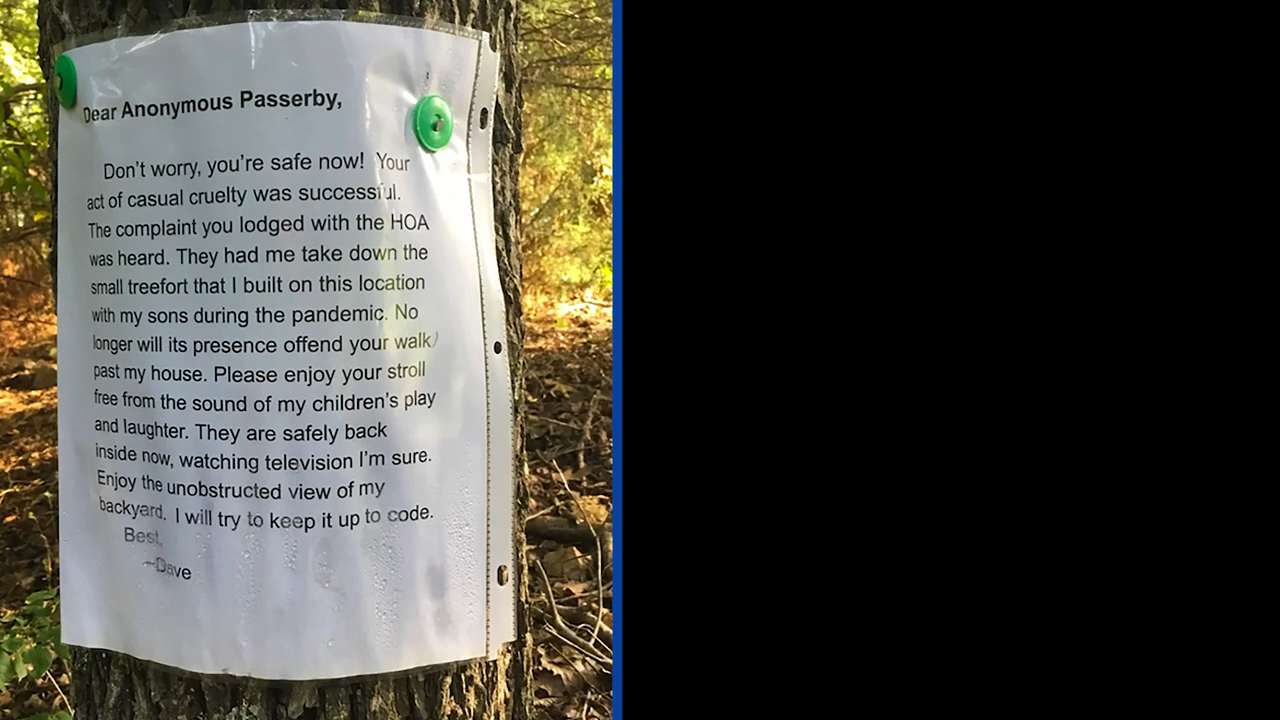 Dear Anonymous Passerby,
Don't worry, you're safe now! Your
act of casual cruelty was successful.
The complaint you lodged with the HOA
was heard. They had me take down the
small treefort that I built on this location
with my sons during the pandemic. No
longer will its presence offend your walk
past my house. Please enjoy your stroll
free from the sound of my children's play
and laughter. They are safely back
inside now, watching television I'm sure.
Enjoy the unobstructed view of my
backyard. I will try to keep it up to code.
Best,
—Dave